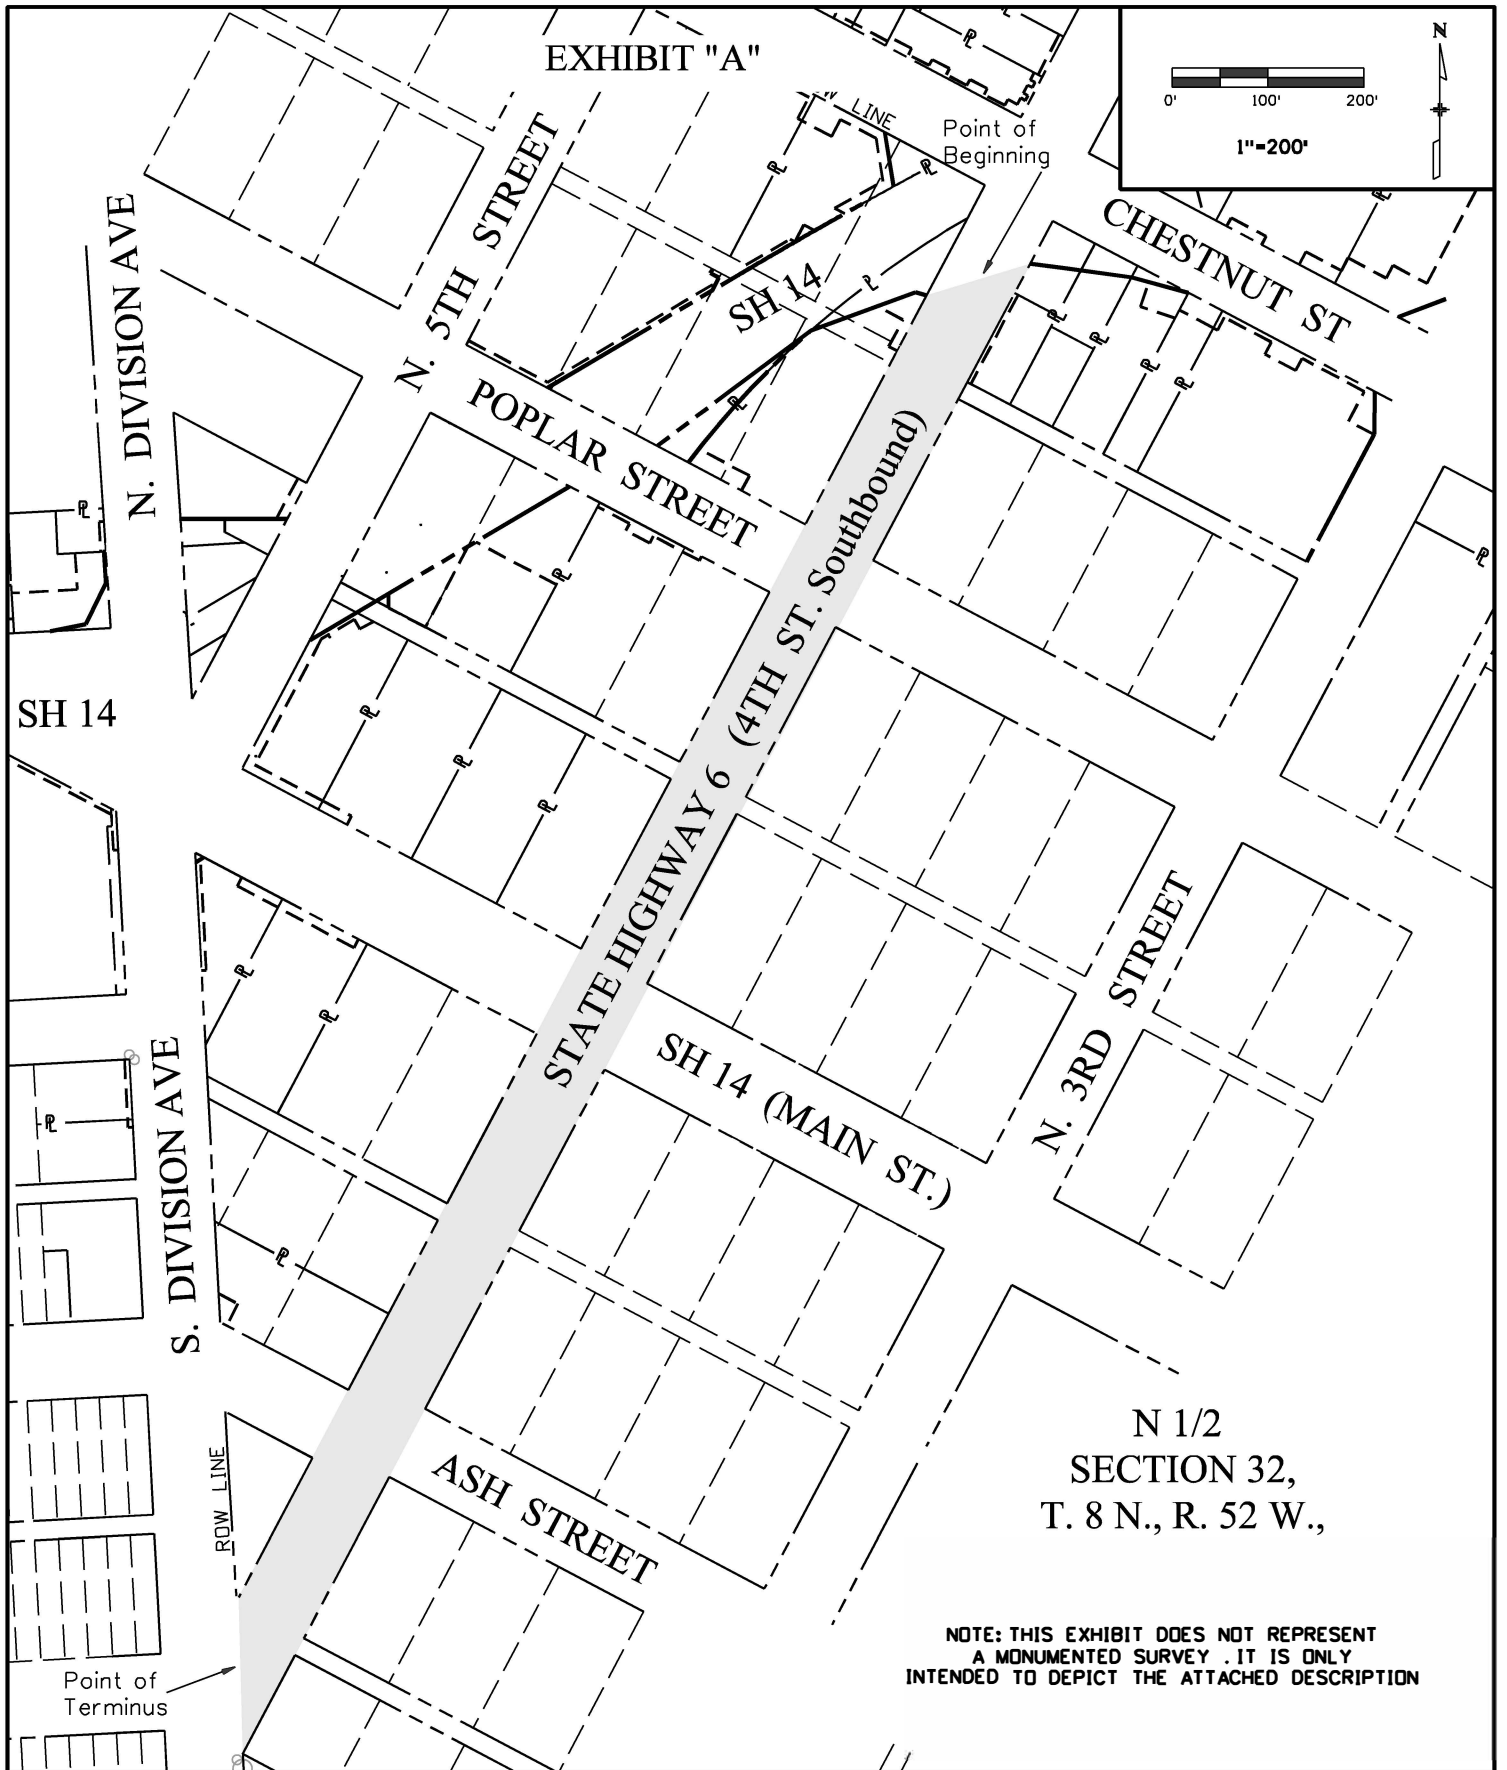 EXHIBIT "A"
N
0' 100' 200'
1"=200'
W LINE
Point of
Beginning
CHESTNUT ST
N. 5TH STREET
N. DIVISION AVE
SH 14
POPLAR STREET
STATE HIGHWAY 6 (4TH ST. Southbound)
SH 14
N. 3RD STREET
SH 14 (MAIN ST.)
S. DIVISION AVE
ROW LINE
ASH STREET
N 1/2
SECTION 32,
T. 8 N., R. 52 W.,
NOTE: THIS EXHIBIT DOES NOT REPRESENT
A MONUMENTED SURVEY . IT IS ONLY
INTENDED TO DEPICT THE ATTACHED DESCRIPTION
Point of
Terminus